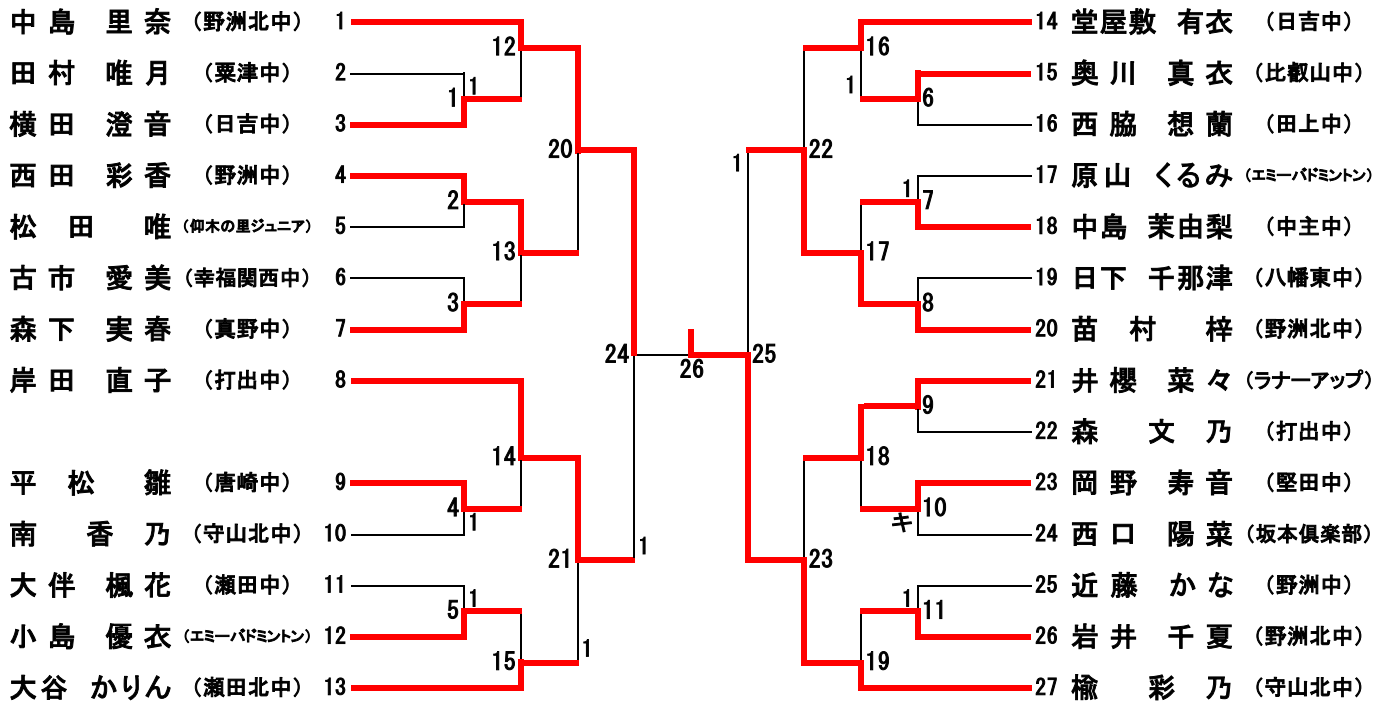 中島 里奈 (野洲北中) 1
田村 唯月 (粟津中) 2
横田 澄音 (日吉中) 3
西田 彩香 (野洲中) 4
松田 唯 (仰木の里ジュニア) 5
古市 愛美 (幸福関西中) 6
森下 実春 (真野中) 7
岸田 直子 (打出中) 8
平松 雛 (唐崎中) 9
南 香乃 (守山北中) 10
大伴 楓花 (瀬田中) 11
小島 優衣 (エミーバドミントン) 12
大谷 かりん (瀬田北中) 13
12
1
1
20
2
13
3
24
14
4
1
21
1
5
1
15
1
26
16
1
6
22
1
1
7
17
8
25
9
18
10
キ
23
1
11
19
14 堂屋敷 有衣 (日吉中)
15 奥川 真衣 (比叡山中)
16 西脇 想蘭 (田上中)
17 原山 くるみ (エミーバドミントン)
18 中島 茉由梨 (中主中)
19 日下 千那津 (八幡東中)
20 苗村 梓 (野洲北中)
21 井櫻 菜々 (ラナーアップ)
22 森 文乃 (打出中)
23 岡野 寿音 (堅田中)
24 西口 陽菜 (坂本倶楽部)
25 近藤 かな (野洲中)
26 岩井 千夏 (野洲北中)
27 楡 彩乃 (守山北中)